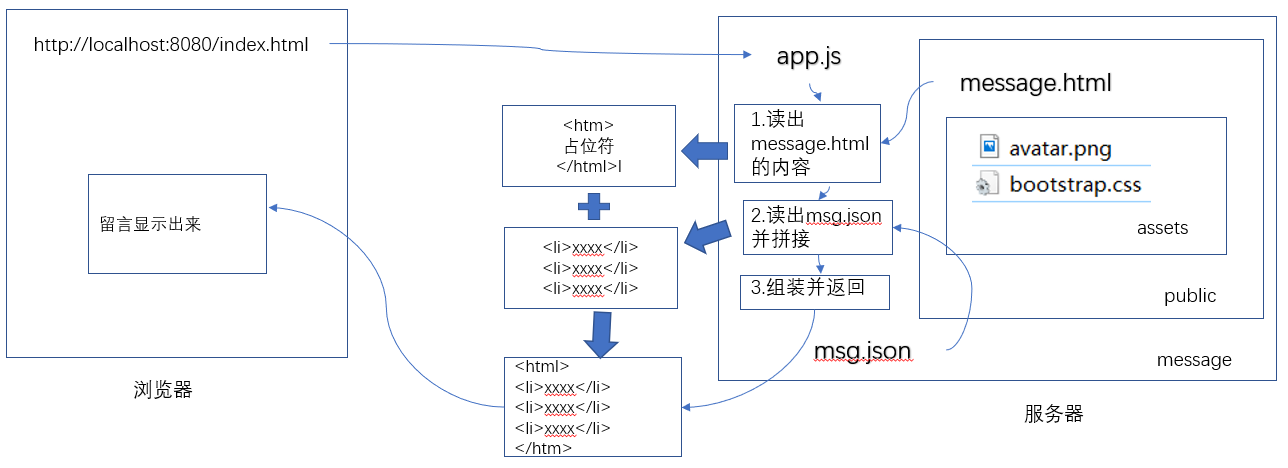 http://localhost:8080/index.html
留言显示出来
浏览器
<htm>
占位符
</html>l
<li>xxxx</li>
<li>xxxx</li>
<li>xxxx</li>
<html>
<li>xxxx</li>
<li>xxxx</li>
<li>xxxx</li>
</htm>
app.js
1.读出
message.html
的内容
2.读出msg.json
并拼接
3.组装并返回
msg.json
message.html
avatar.png
bootstrap.css
assets
public
message
服务器